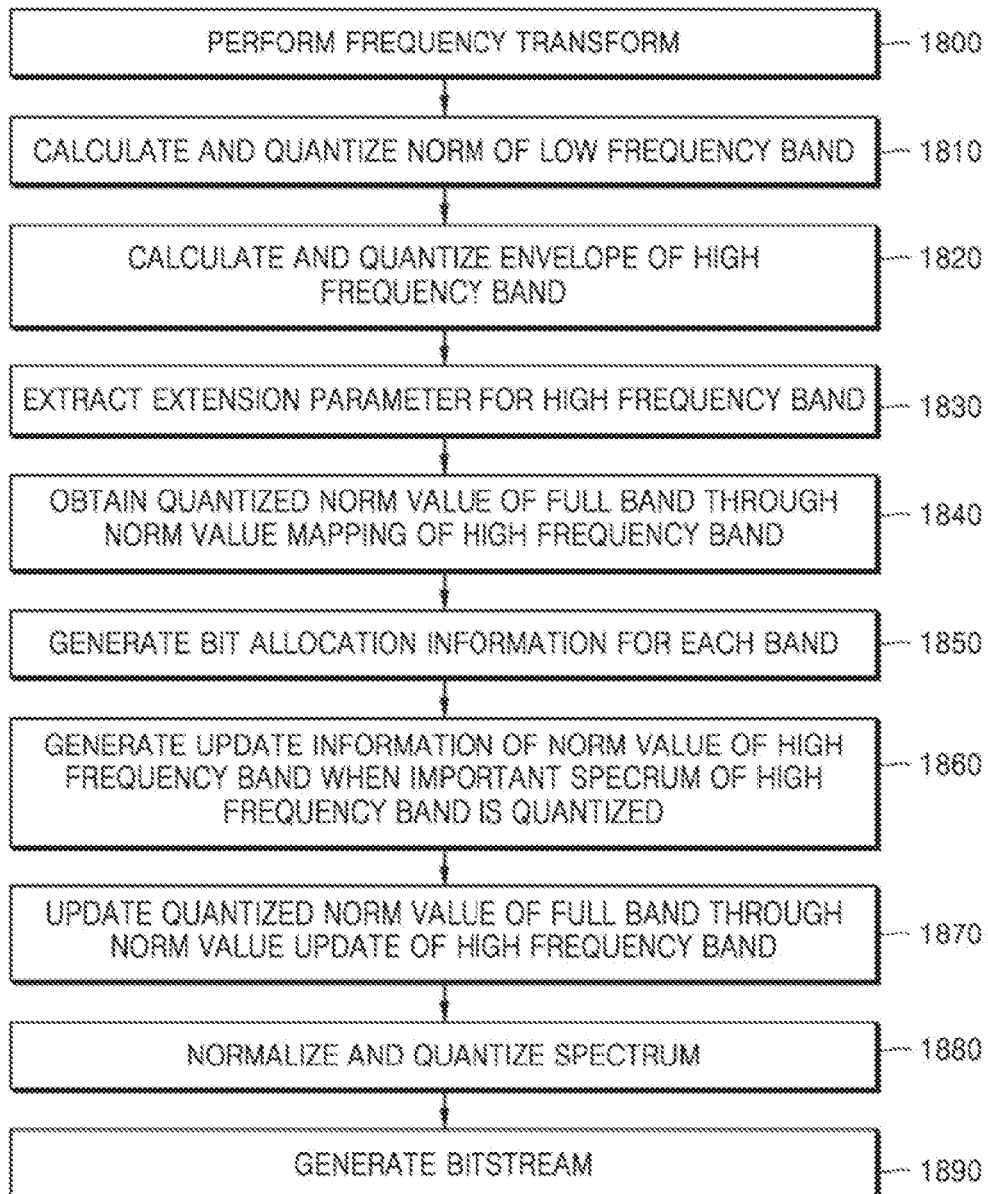 PERFORM FREQUENCY TRANSFORM 1800
CALCULATE AND QUANTIZE NORM OF LOW FREQUENCY BAND 1810
CALCULATE AND QUANTIZE ENVELOPE OF HIGH 1820
FREQUENCY BAND
EXTRACT EXTENSION PARAMETER FOR HIGH FREQUENCY BAND 1830
OBTAIN QUANTIZED NORM VALUE OF FULL BAND THROUGH 1840
NORM VALUE MAPPING OF HIGH FREQUENCY BAND
GENERATE BIT ALLOCATION INFORMATION FOR EACH BAND 1850
GENERATE UPDATE INFORMATION OF NORM VALUE OF HIGH 1860
FREQUENCY BAND WHEN IMPORTANT SPECRUM OF HIGH
FREQUENCY BAND IS QUANTIZED
UPDATE QUANTIZED NORM VALUE OF FULL BAND THROUGH 1870
NORM VALUE UPDATE OF HIGH FREQUENCY BAND
NORMALIZE AND QUANTIZE SPECTRUM 1880
GENERATE BITSTREAM 1890